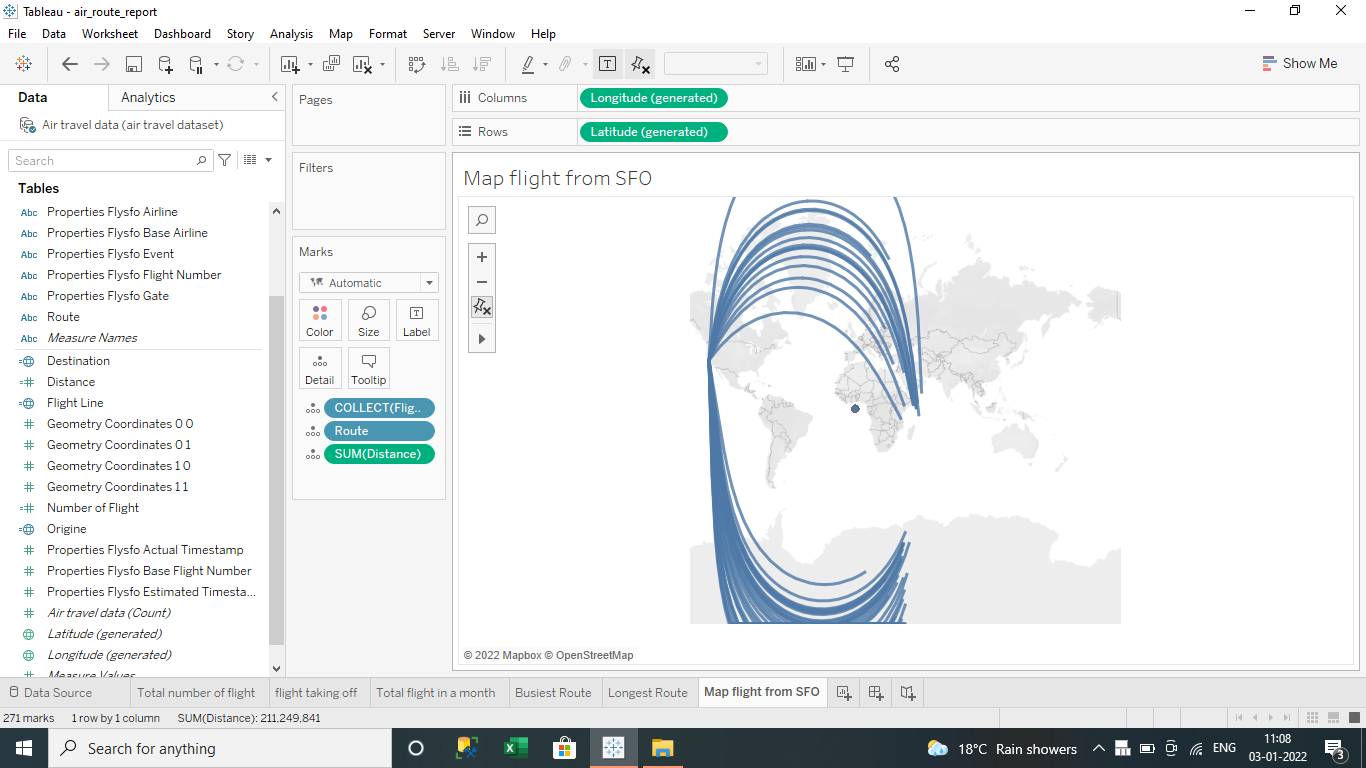 Tableau - air_route_report
File Data Worksheet Dashboard Story Analysis Map Format Server Window Help
Show Me
Data Analytics
Air travel data (air travel dataset)
Search
Tables
Abc Properties Flysfo Airline
Abc Properties Flysfo Base Airline
Abc Properties Flysfo Event
Abc Properties Flysfo Flight Number
Abc Properties Flysfo Gate
Abc Route
Abc Measure Names
Destination
Distance
Flight Line
Geometry Coordinates 0 0
Geometry Coordinates 0 1
Geometry Coordinates 1 0
Geometry Coordinates 1 1
Number of Flight
Origine
Properties Flysfo Actual Timestamp
Properties Flysfo Base Flight Number
Properties Flysfo Estimated Timesta...
Air travel data (Count)
Latitude (generated)
Longitude (generated)
Measure Values
Pages
Filters
Marks
Automatic
Color Size Label
Detail Tooltip
COLLECT(Flig..
Route
SUM(Distance)
Columns Longitude (generated)
Rows Latitude (generated)
Map flight from SFO
© 2022 Mapbox © OpenStreetMap
Data Source Total number of flight flight taking off Total flight in a month Busiest Route Longest Route Map flight from SFO
271 marks 1 row by 1 column SUM(Distance): 211,249,841
Search for anything
18°C Rain showers
ENG
11:08
03-01-2022
3